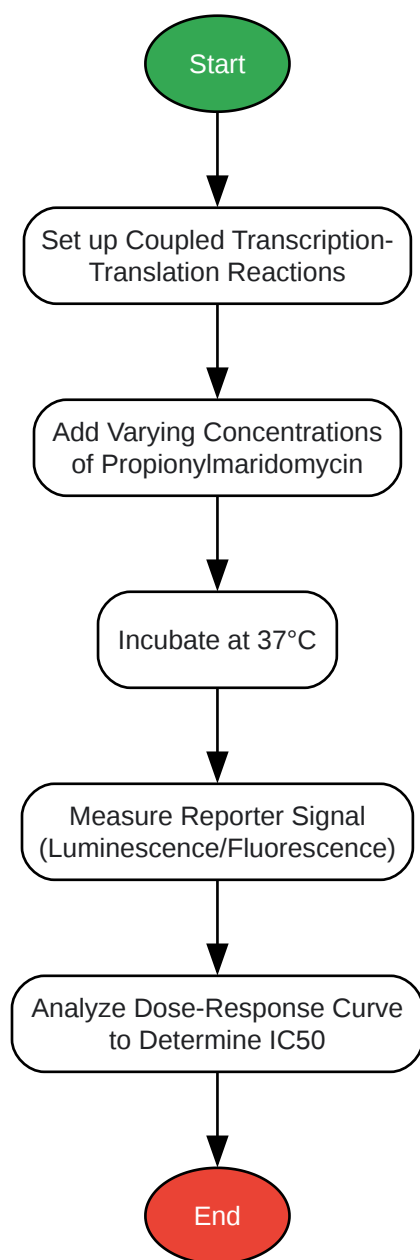 Start
Set up Coupled Transcription-
Translation Reactions
Add Varying Concentrations
of Propionylmaridomycin
Incubate at 37°C
Measure Reporter Signal
(Luminescence/Fluorescence)
Analyze Dose-Response Curve
to Determine IC50
End